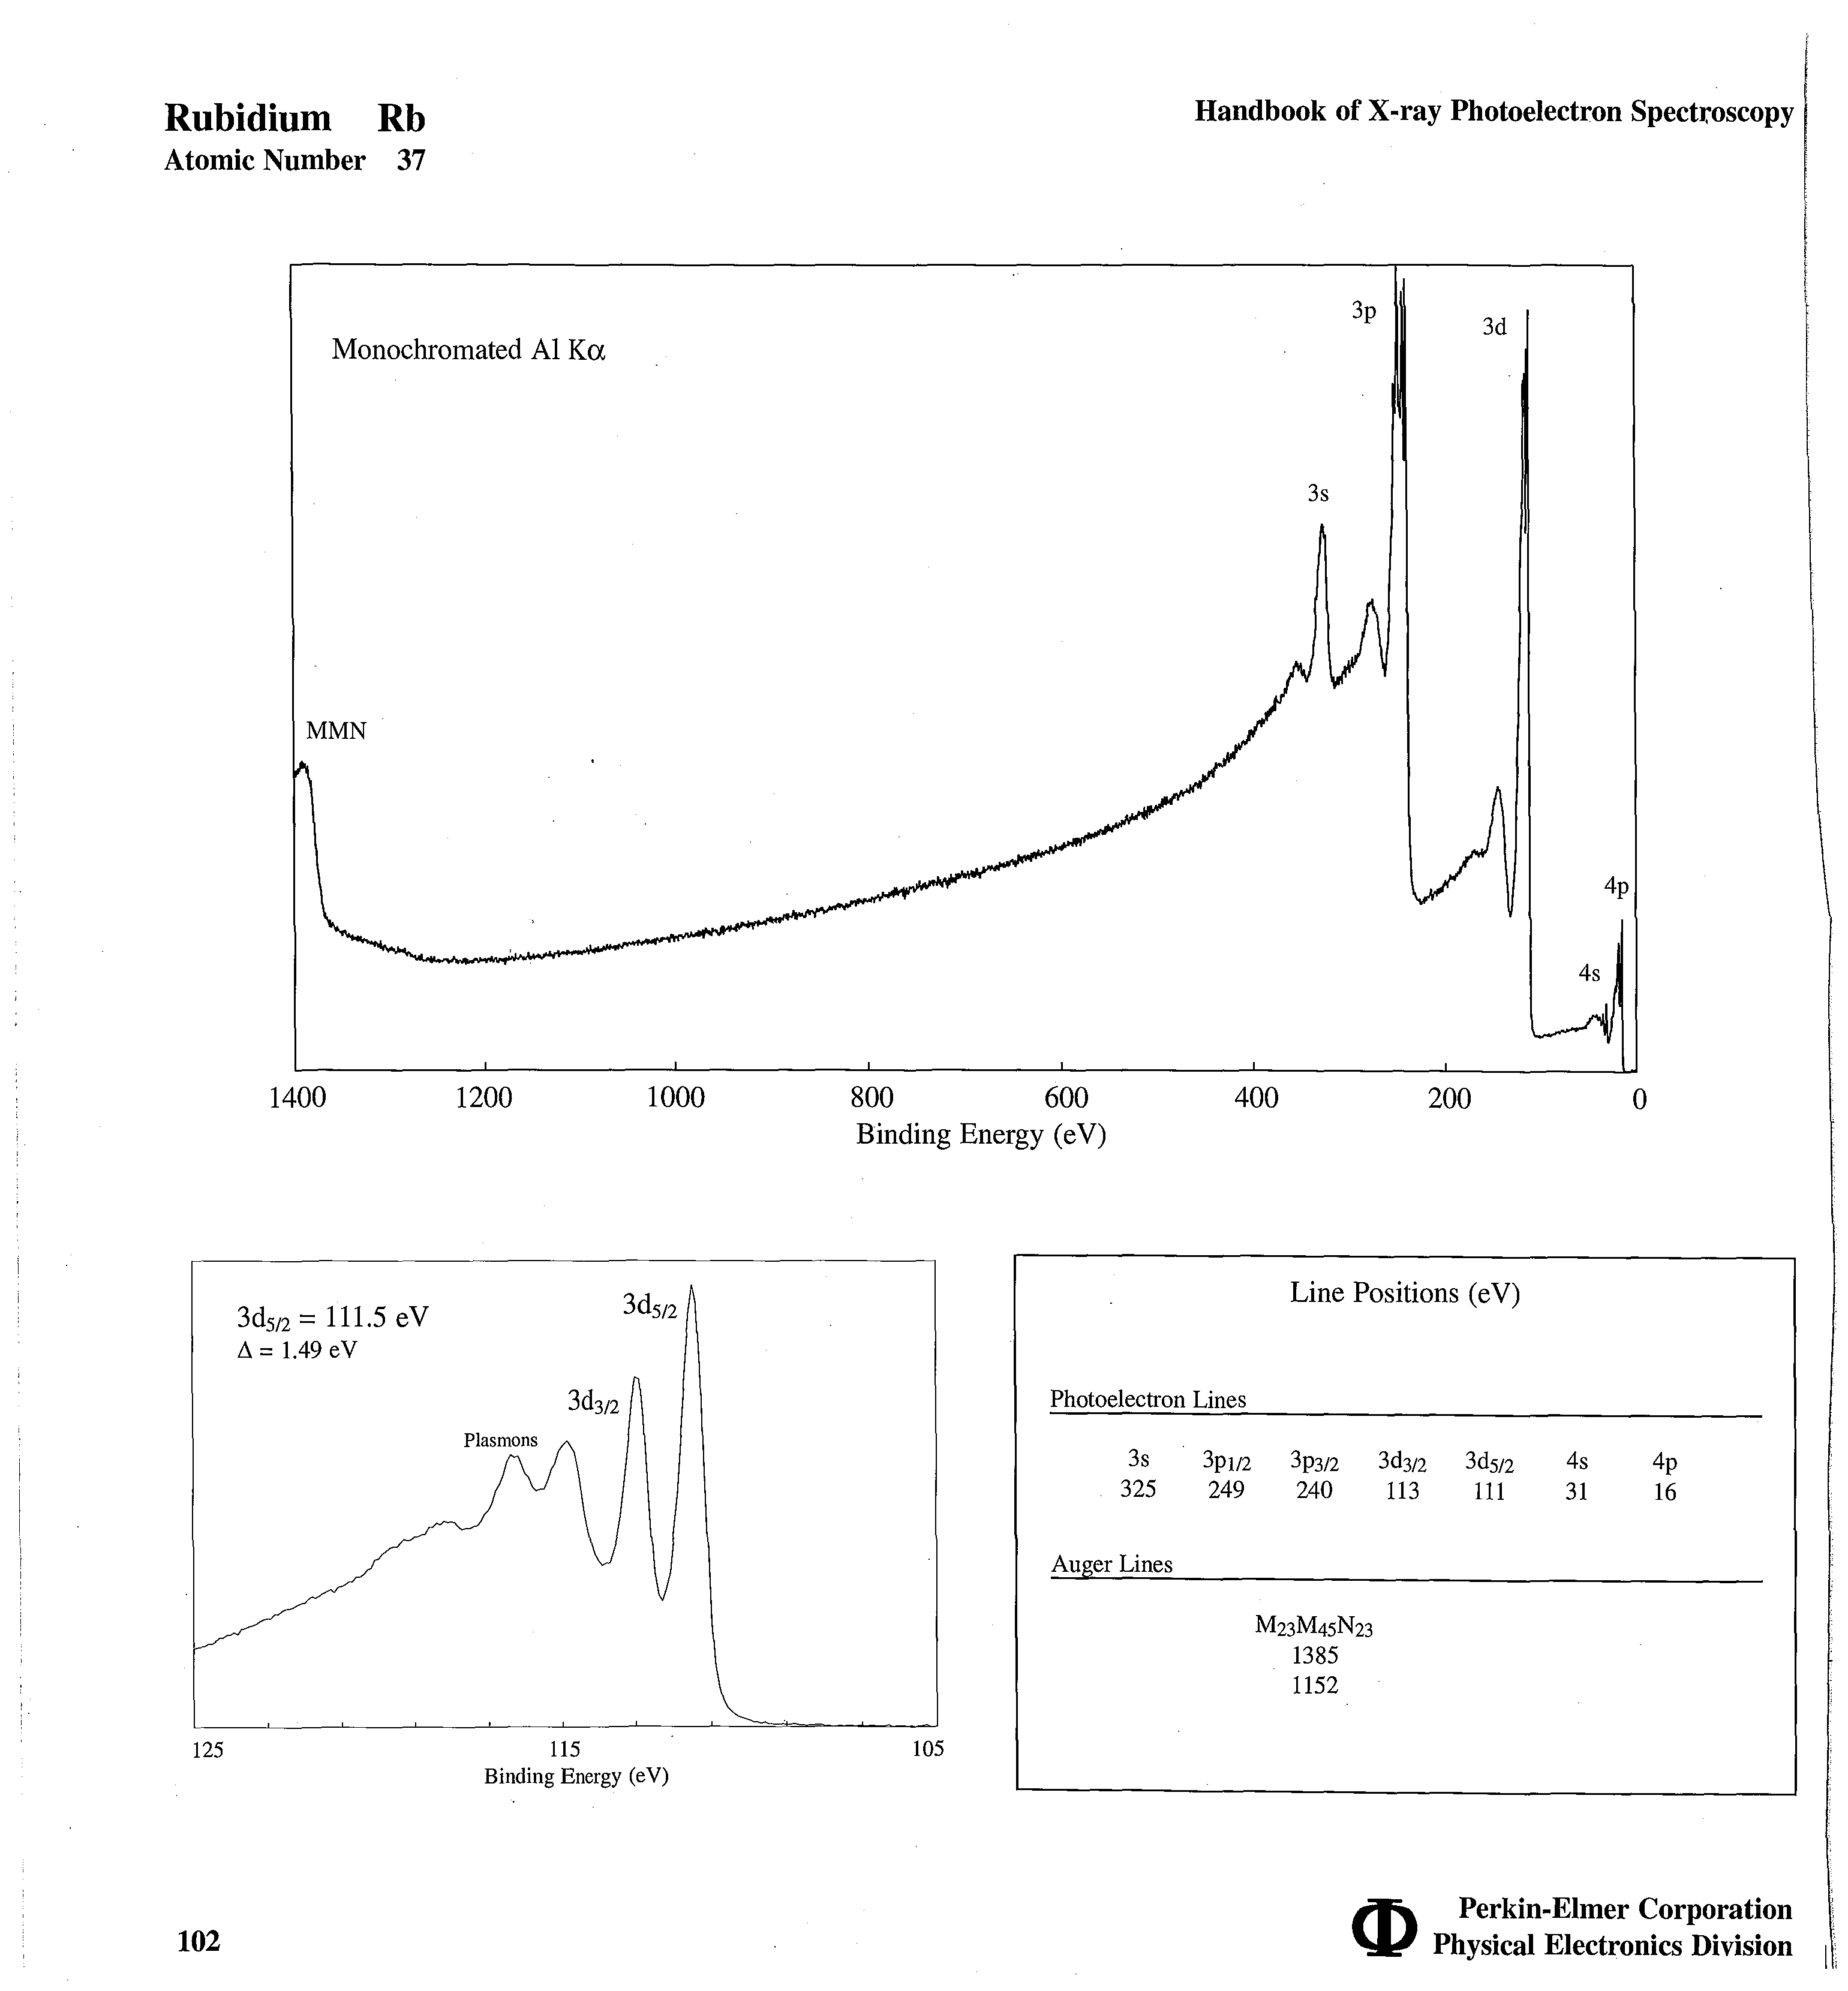 Rubidium Rb
Atomic Number 37
Handbook of X-ray Photoelectron Spectroscopy
Monochromated Al Kα
3p
3d
3s
MMN
4p
4s
1400 1200 1000 800 600 400 200 0
Binding Energy (eV)
3d5/2 = 111.5 eV
Δ = 1.49 eV
3d5/2
3d3/2
Plasmons
125 115 105
Binding Energy (eV)
Line Positions (eV)
Photoelectron Lines
3s 3p1/2 3p3/2 3d3/2 3d5/2 4s 4p
325 249 240 113 111 31 16
Auger Lines
M23M45N23
1385
1152
102
Perkin-Elmer Corporation
Physical Electronics Division